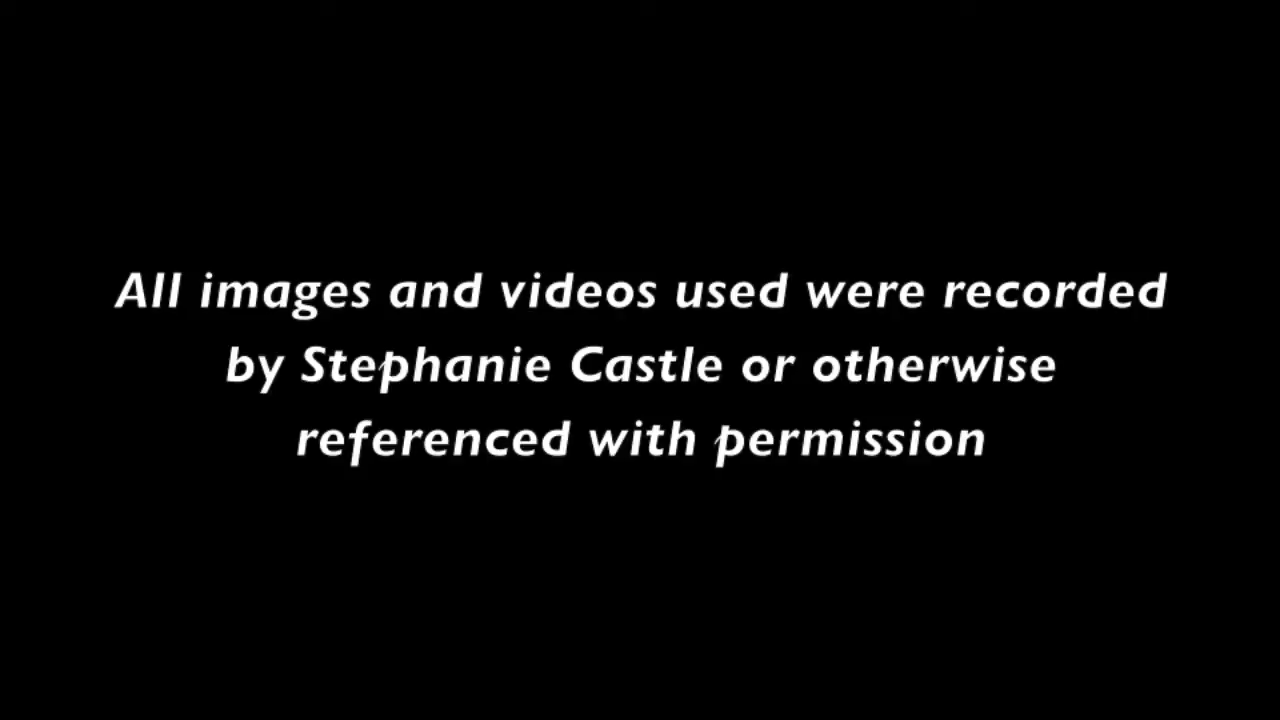 All images and videos used were recorded
by Stephanie Castle or otherwise
referenced with permission